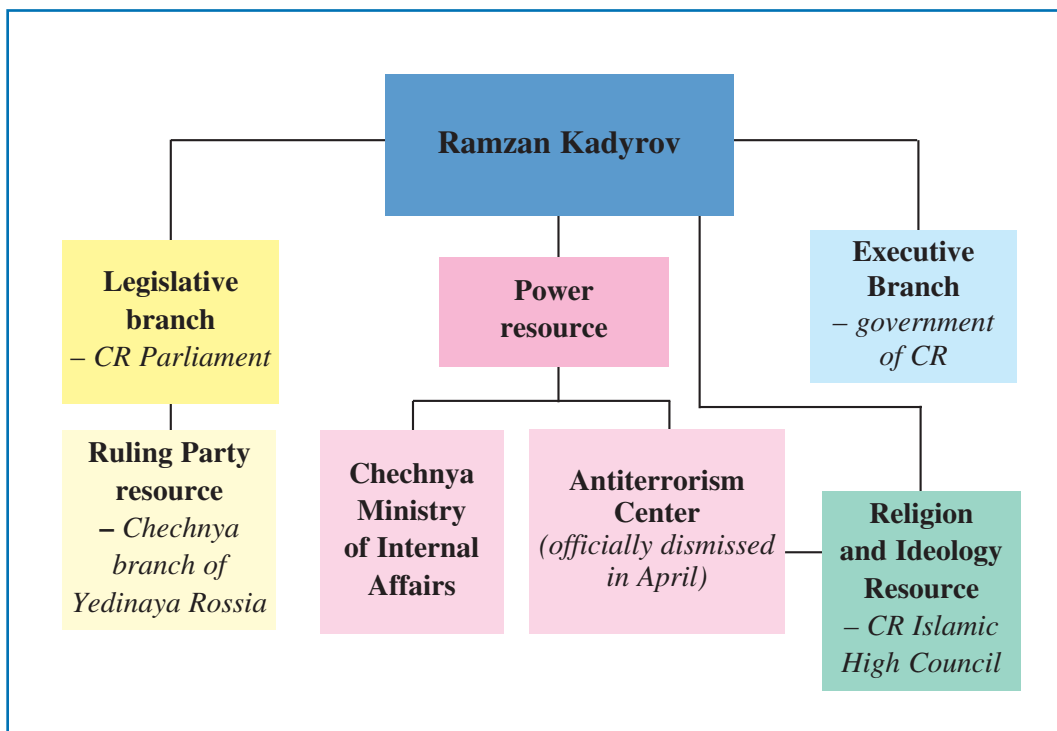 Ramzan Kadyrov
Legislative
branch
– CR Parliament
Power
resource
Executive
Branch
– government
of CR
Ruling Party
resource
– Chechnya
branch of
Yedinaya Rossia
Chechnya
Ministry
of Internal
Affairs
Antiterrorism
Center
(officially dismissed
in April)
Religion
and Ideology
Resource
– CR Islamic
High Council